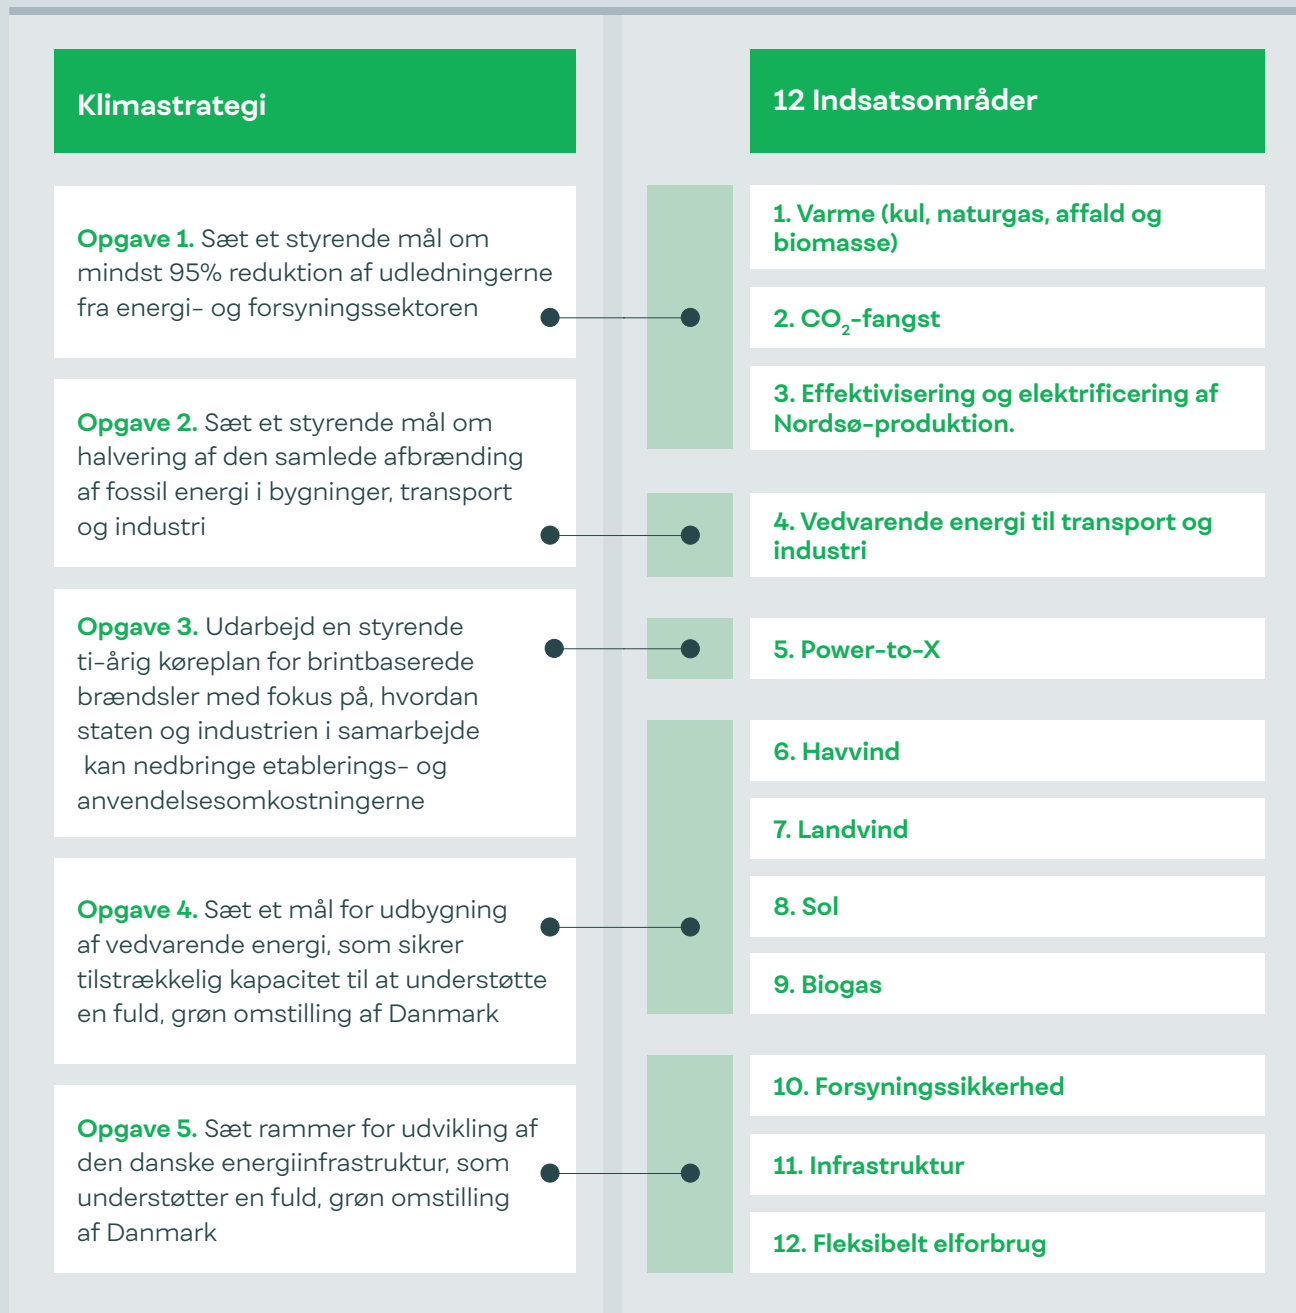 Klimastrategi
Opgave 1. Sæt et styrende mål om
mindst 95% reduktion af udledningerne
fra energi- og forsyningssektoren
Opgave 2. Sæt et styrende mål om
halvering af den samlede afbrænding
af fossil energi i bygninger, transport
og industri
Opgave 3. Udarbejd en styrende
ti-årig køreplan for brintbaserede
brændsler med fokus på, hvordan
staten og industrien i samarbejde
kan nedbringe etablerings- og
anvendelsesomkostningerne
Opgave 4. Sæt et mål for udbygning
af vedvarende energi, som sikrer
tilstrækkelig kapacitet til at understøtte
en fuld, grøn omstilling af Danmark
Opgave 5. Sæt rammer for udvikling af
den danske energiinfrastruktur, som
understøtter en fuld, grøn omstilling
af Danmark
12 Indsatsområder
1. Varme (kul, naturgas, affald og
biomasse)
2. CO₂-fangst
3. Effektivisering og elektrificering af
Nordsø-produktion.
4. Vedvarende energi til transport og
industri
5. Power-to-X
6. Havvind
7. Landvind
8. Sol
9. Biogas
10. Forsyningssikkerhed
11. Infrastruktur
12. Fleksibelt elforbrug